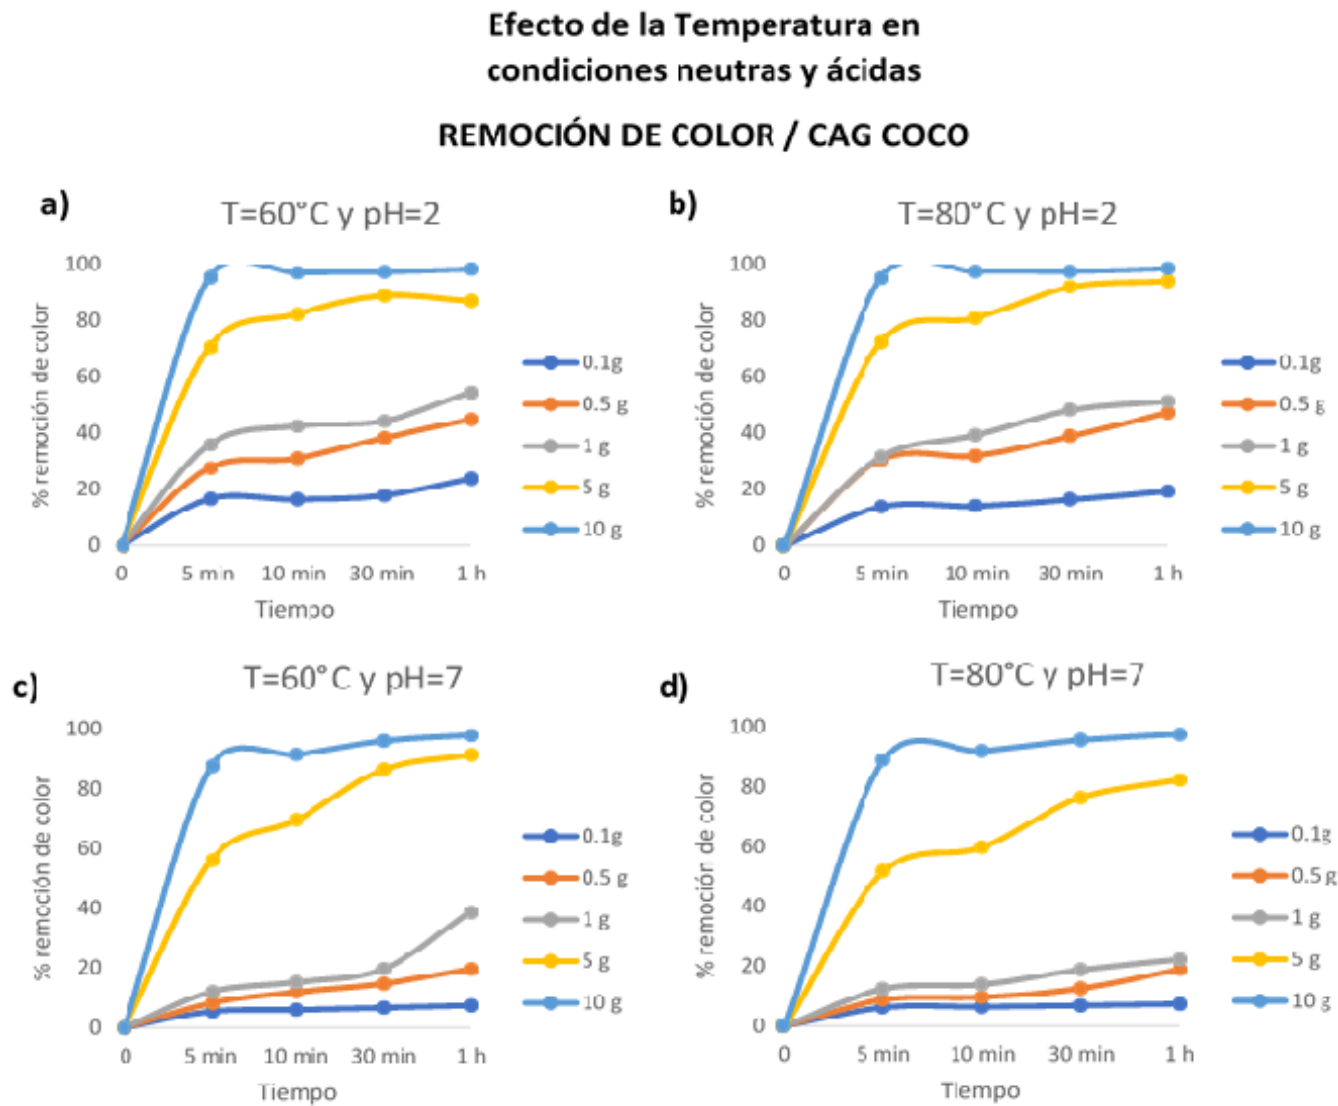 Efecto de la Temperatura en
condiciones neutras y ácidas
REMOCIÓN DE COLOR / CAG COCO
a)
T=60°C y pH=2
100
80
60
40
20
0
% remoción de color
0 5 min 10 min 30 min 1 h
Tiempo
0.1g
0.5 g
1 g
5 g
10 g
b)
T=80°C y pH=2
100
80
60
40
20
0
% remoción de color
0 5 min 10 min 30 min 1 h
Tiempo
0.1g
0.5 g
1 g
5 g
10 g
c)
T=60°C y pH=7
100
80
60
40
20
0
% remoción de color
0 5 min 10 min 30 min 1 h
Tiempo
0.1g
0.5 g
1 g
5 g
10 g
d)
T=80°C y pH=7
100
80
60
40
20
0
% remoción de color
0 5 min 10 min 30 min 1 h
Tiempo
0.1g
0.5 g
1 g
5 g
10 g